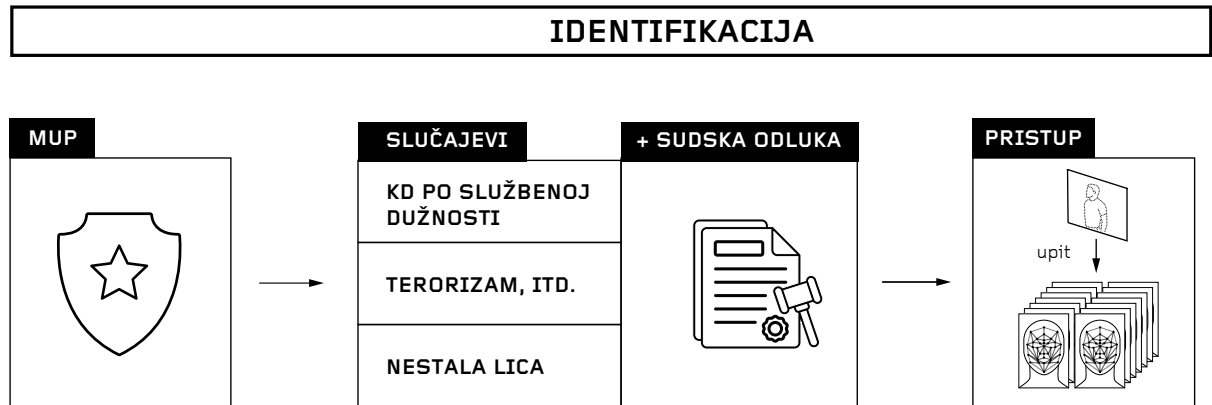 IDENTIFIKACIJA
MUP
SLUČAJEVI
KD PO SLUŽBENOJ
DUŽNOSTI
TERORIZAM, ITD.
NESTALA LICA
+ SUDSKA ODLUKA
PRISTUP
upit